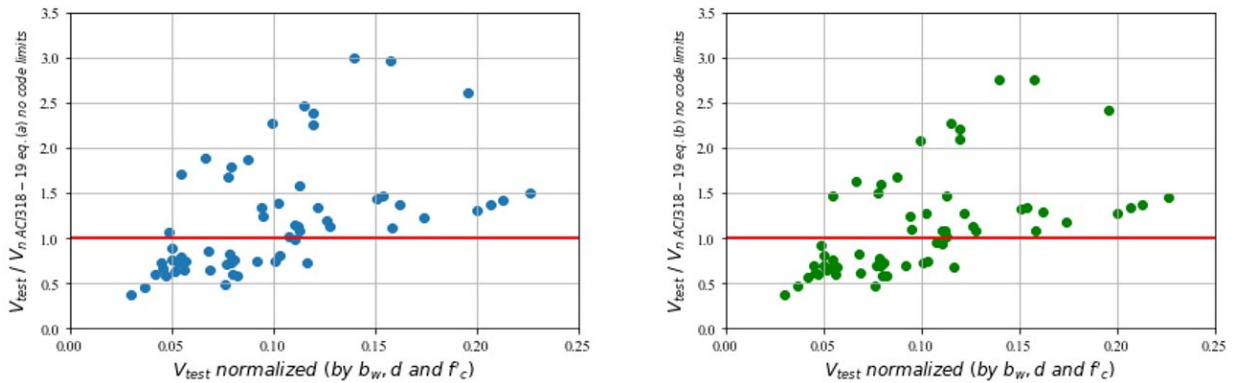 3.5
3.0
2.5
2.0
1.5
1.0
0.5
0.0
V_test / V_n ACI318 − 19 eq.(a) no code limits
0.00 0.05 0.10 0.15 0.20 0.25
V_test normalized (by b_w, d and f'_c)
3.5
3.0
2.5
2.0
1.5
1.0
0.5
0.0
V_test / V_n ACI318 − 19 eq.(b) no code limits
0.00 0.05 0.10 0.15 0.20 0.25
V_test normalized (by b_w, d and f'_c)